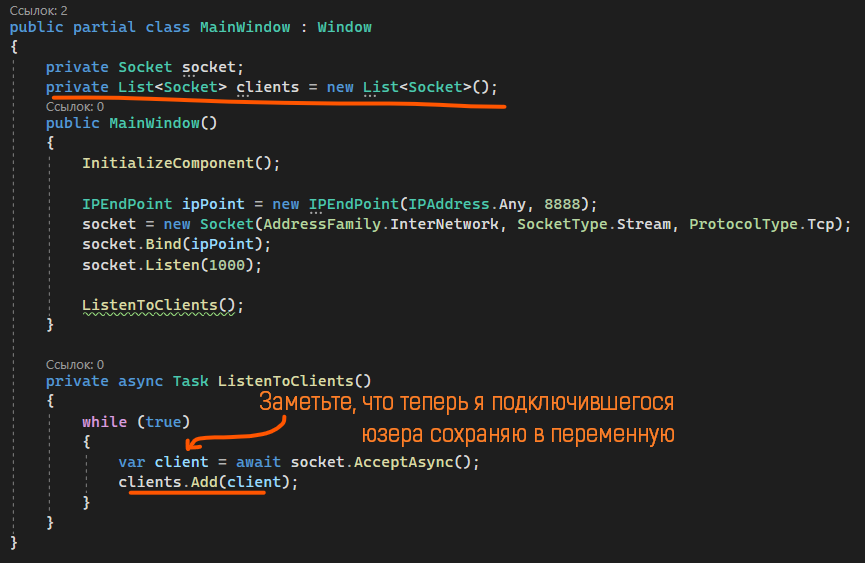 Ссылок: 2
public partial class MainWindow : Window
{
private Socket socket;
private List<Socket> clients = new List<Socket>();
Ссылок: 0
public MainWindow()
{
InitializeComponent();
IPEndPoint ipPoint = new IPEndPoint(IPAddress.Any, 8888);
socket = new Socket(AddressFamily.InterNetwork, SocketType.Stream, ProtocolType.Tcp);
socket.Bind(ipPoint);
socket.Listen(1000);
ListenToClients();
}
Ссылок: 0
private async Task ListenToClients()
{
Заметьте, что теперь я подключившегося
while (true)
юзера сохраняю в переменную
{
var client = await socket.AcceptAsync();
clients.Add(client);
}
}
}